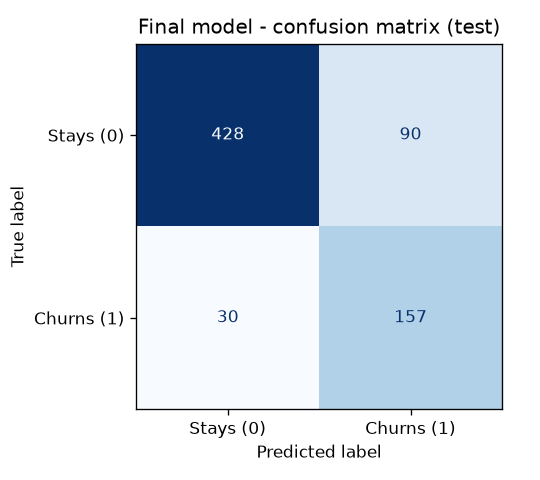 Final model - confusion matrix (test)
True label
Stays (0)
428
90
Churns (1)
30
157
Stays (0)
Churns (1)
Predicted label